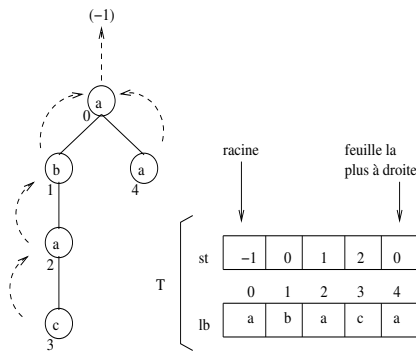 (−1)
a
0
b
1
a
4
a
2
c
3
racine
feuille la
plus à droite
T
st
−1 0 1 2 0
0 1 2 3 4
lb
a b a c a